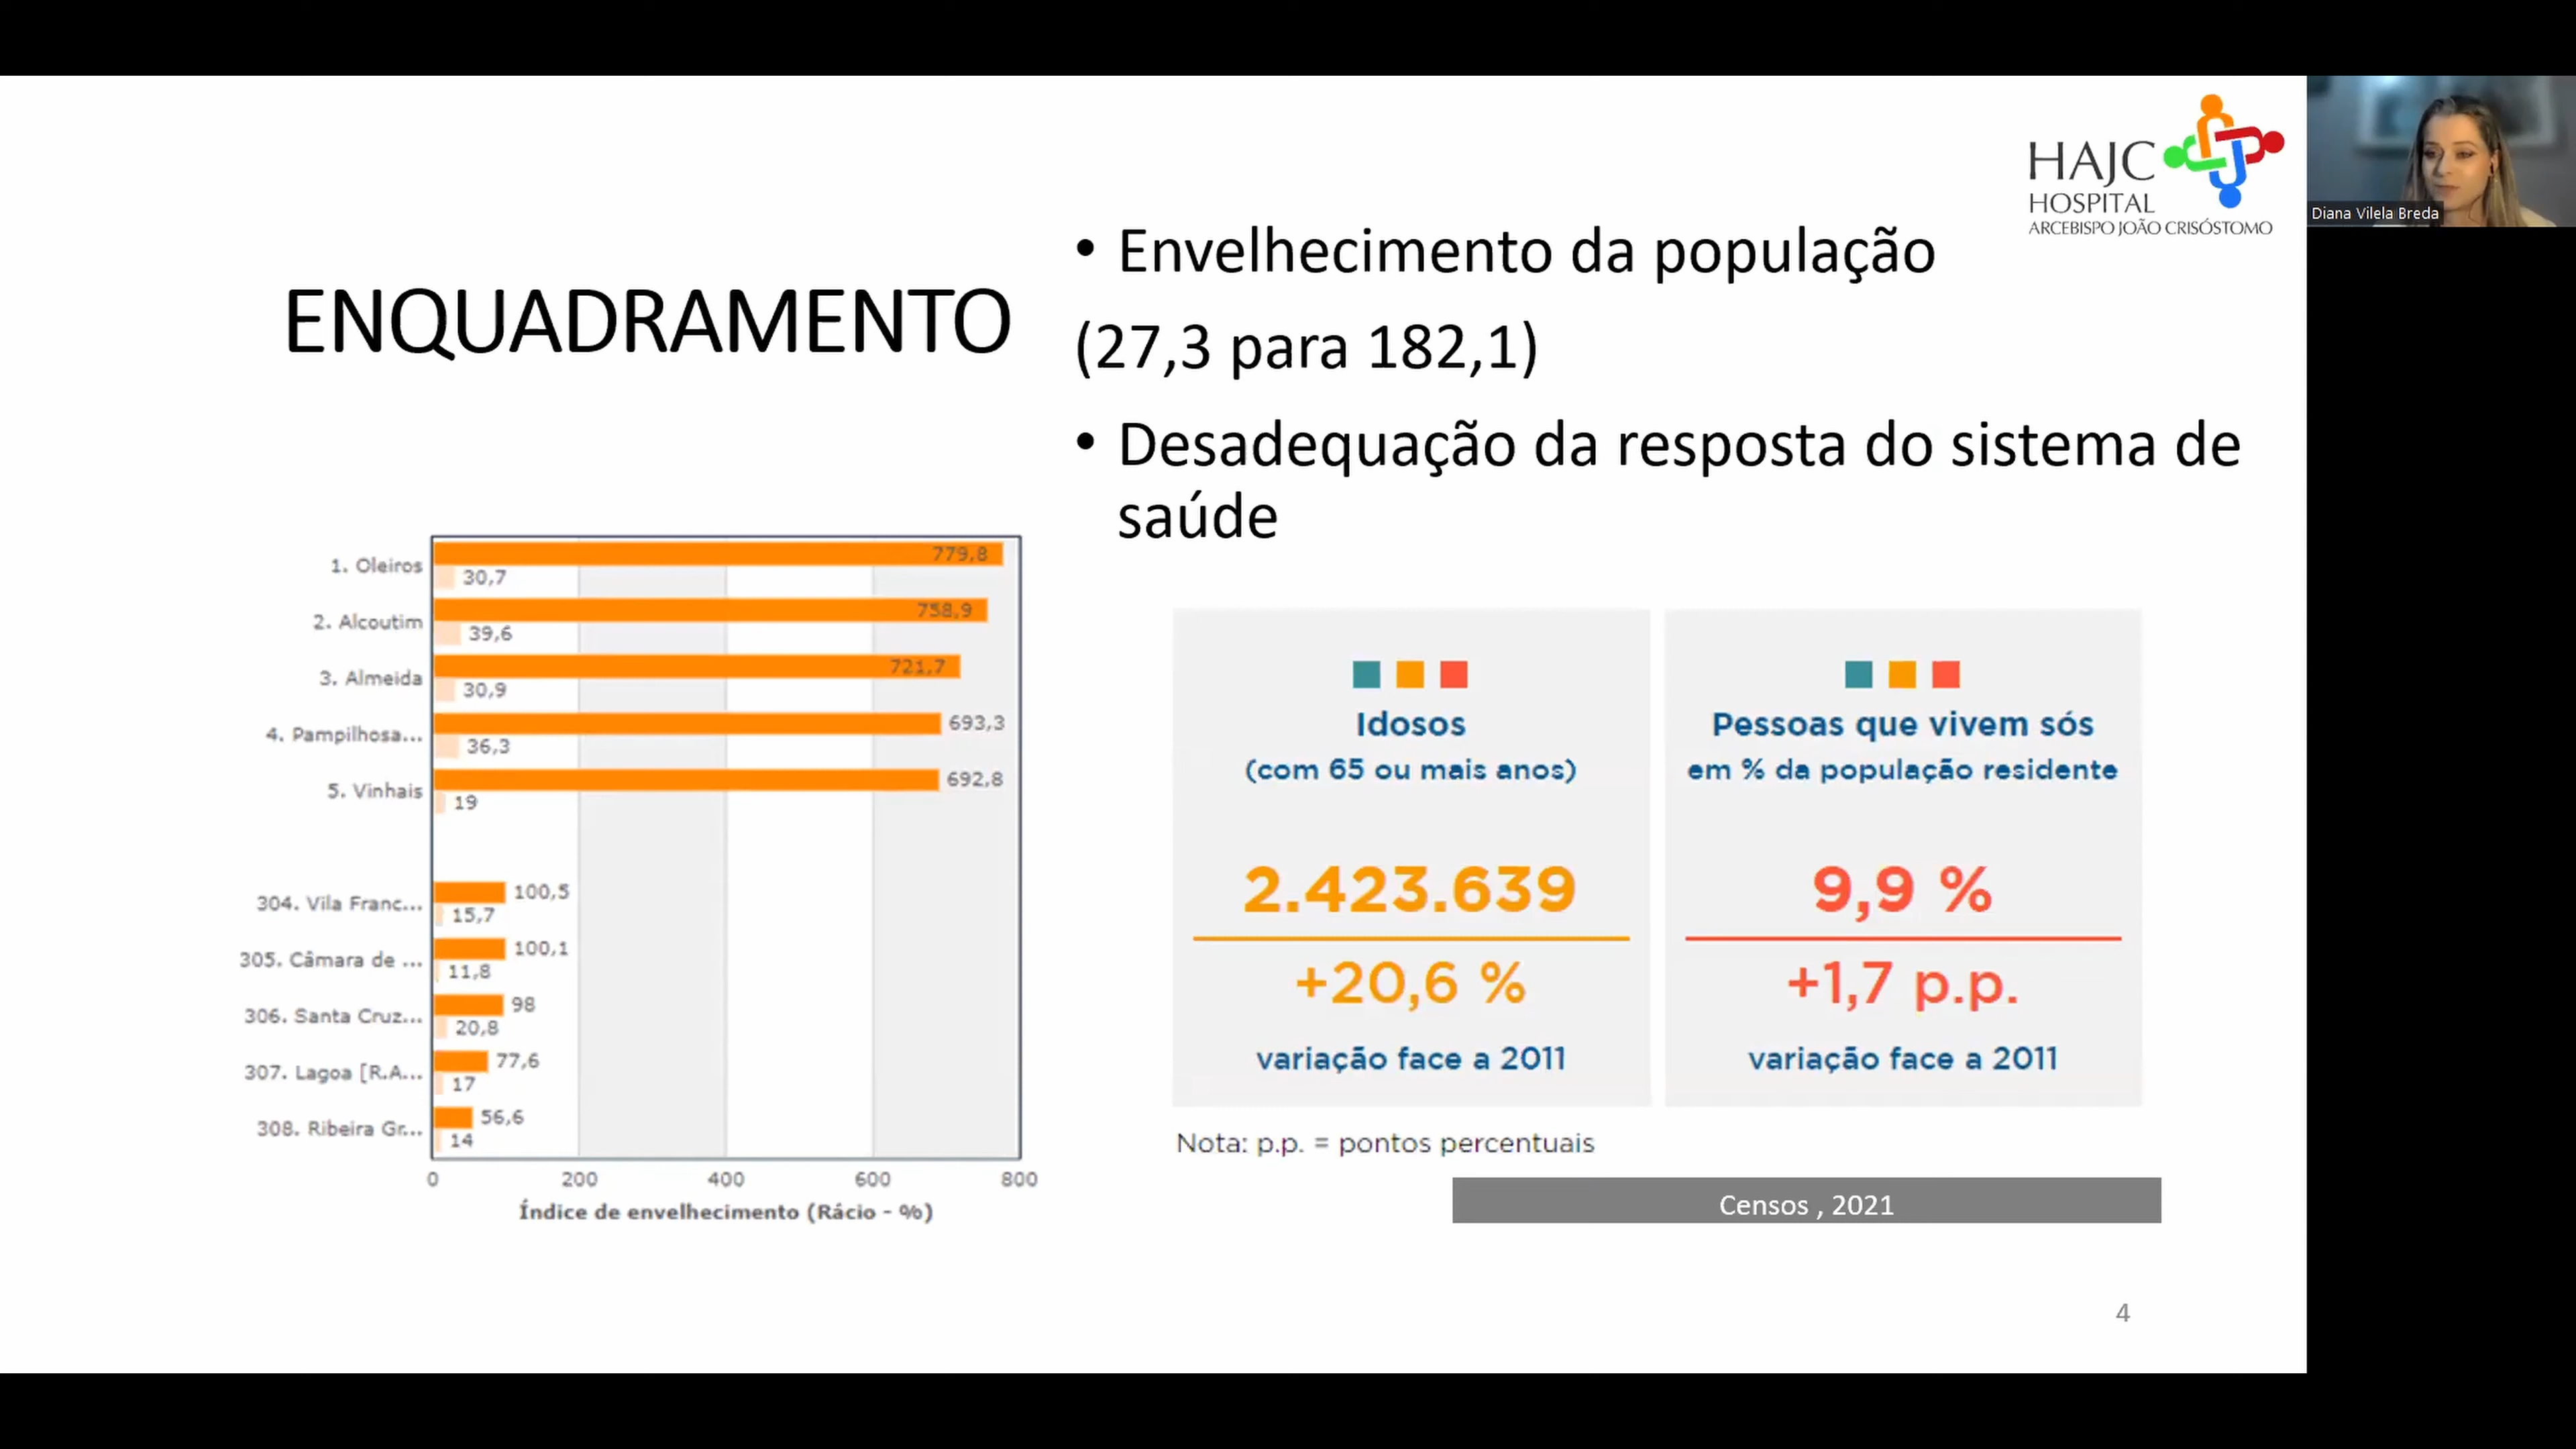 HAJC
HOSPITAL
ARCEBISPO JOÃO CRISÓSTOMO
Diana Vilela Breda
ENQUADRAMENTO
• Envelhecimento da população
(27,3 para 182,1)
• Desadequação da resposta do sistema de
saúde
1. Oleiros
779,8
30,7
2. Alcoutim
758,9
39,6
3. Almeida
721,7
30,9
4. Pampilhosa...
693,3
36,3
5. Vinhais
692,8
19
304. Vila Franc...
100,5
15,7
305. Câmara de ...
100,1
11,8
306. Santa Cruz...
98
20,8
307. Lagoa [R.A...
77,6
17
308. Ribeira Gr...
56,6
14
0 200 400 600 800
Índice de envelhecimento (Rácio - %)
Idosos
(com 65 ou mais anos)
2.423.639
+20,6 %
variação face a 2011
Pessoas que vivem sós
em % da população residente
9,9 %
+1,7 p.p.
variação face a 2011
Nota: p.p. = pontos percentuais
Censos , 2021
4